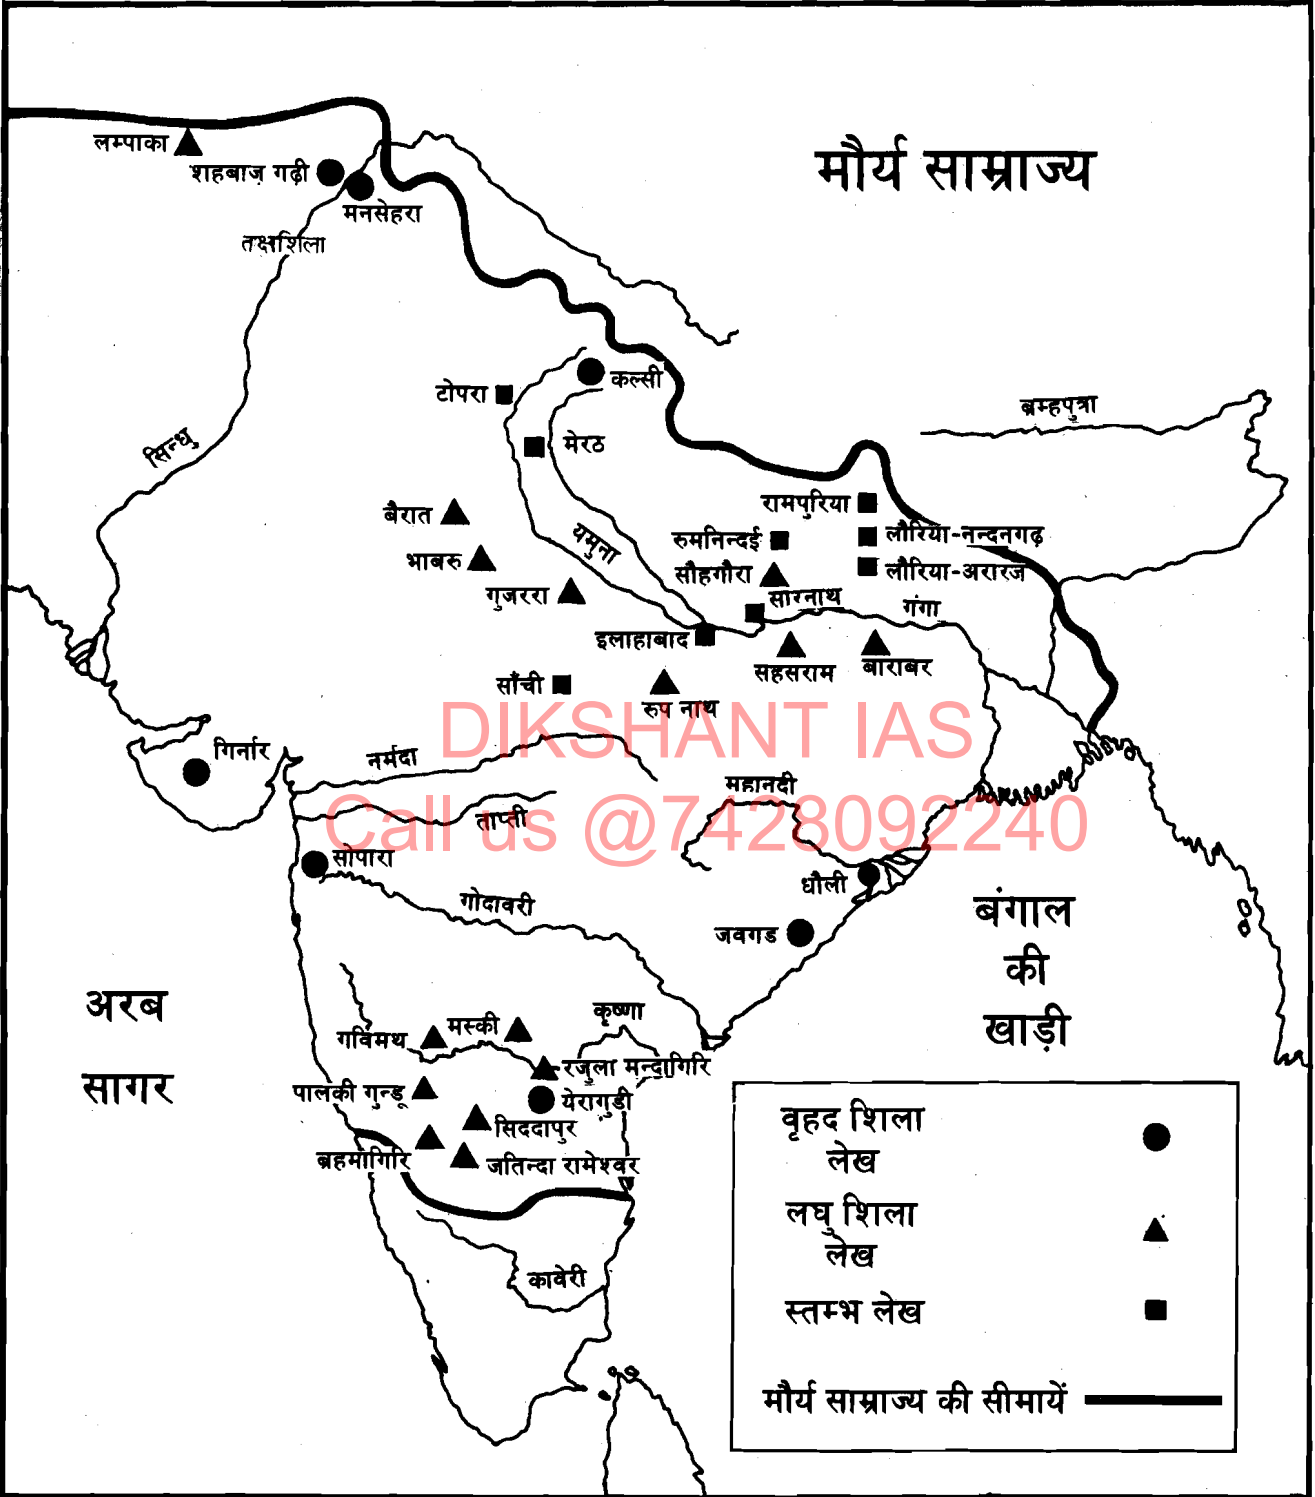 मौर्य साम्राज्य
लम्पाका
शहबाज़ गढ़ी
मनसेहरा
तक्षशिला
कल्सी
टोपरा
मेरठ
सिन्धु
ब्रम्हपुत्रा
बैरात
भाबरु
गुजररा
यमुना
रामपुरिया
रुमनिन्दई
लौरिया-नन्दनगढ़
सौहगौरा
लौरिया-अरारज
सारनाथ
गंगा
इलाहाबाद
सहसराम
बाराबर
साँची
रुप नाथ
DIKSHANT IAS
गिर्नार
नर्मदा
महानदी
Call us @7428092240
ताप्ती
सोपारा
धौली
गोदावरी
जवगड
बंगाल
की
खाड़ी
अरब
सागर
कृष्णा
गविमथ
मस्की
रजुला मन्दागिरि
पालकी गुन्डू
येरागुडी
सिददापुर
ब्रहमागिरि
जतिन्दा रामेश्वर
कावेरी
वृहद शिला
लेख
लघु शिला
लेख
स्तम्भ लेख
मौर्य साम्राज्य की सीमायें